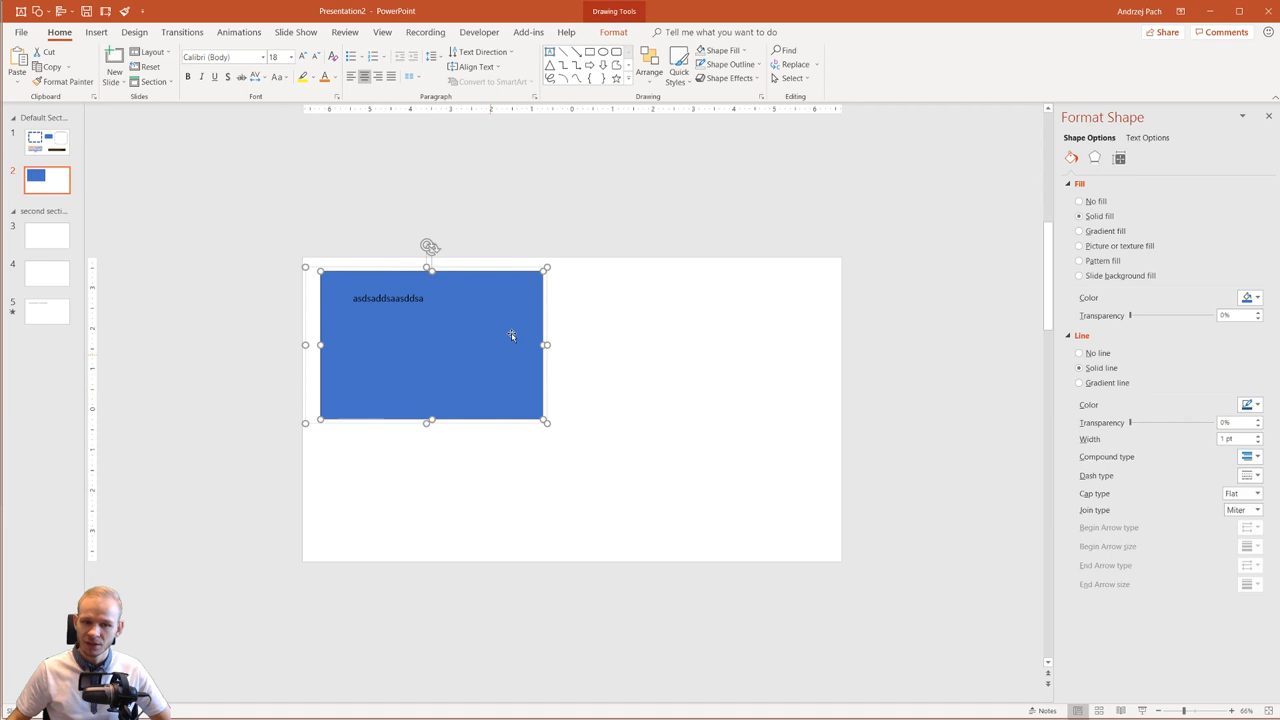 Presentation2 - PowerPoint
Drawing Tools
Andrzej Pach
File Home Insert Design Transitions Animations Slide Show Review View Recording Developer Add-ins Help Format Tell me what you want to do
Share Comments
Paste
Cut
Copy
Format Painter
Clipboard
New
Slide
Layout
Reset
Section
Slides
Calibri (Body) 18
Font
Text Direction
Align Text
Convert to SmartArt
Paragraph
Arrange
Quick
Styles
Shape Fill
Shape Outline
Shape Effects
Drawing
Find
Replace
Select
Editing
Default Sect...
1
2
second secti...
3
4
5
asdsaddsaasddsa
Format Shape
Shape Options Text Options
Fill
No fill
Solid fill
Gradient fill
Picture or texture fill
Pattern fill
Slide background fill
Color
Transparency 0%
Line
No line
Solid line
Gradient line
Color
Transparency 0%
Width 1 pt
Compound type
Dash type
Cap type Flat
Join type Miter
Begin Arrow type
Begin Arrow size
End Arrow type
End Arrow size
Notes 66%